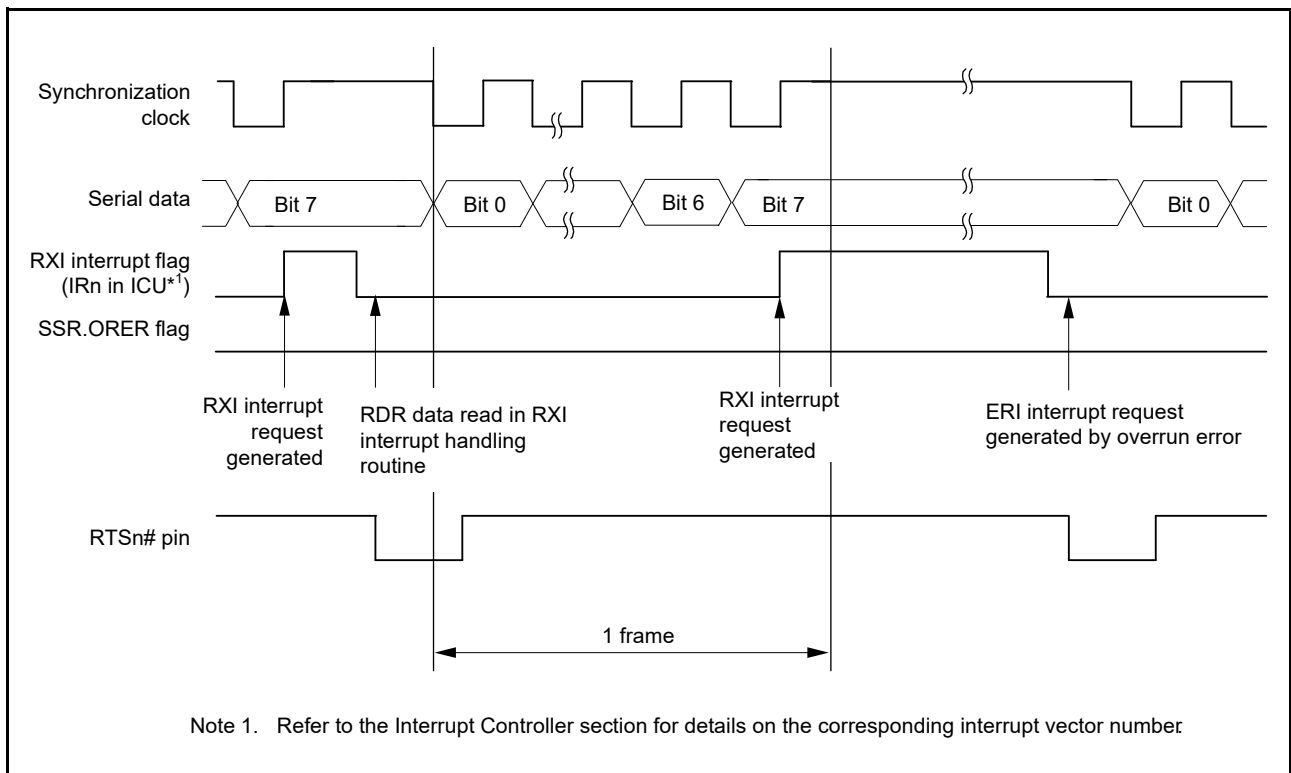 Synchronization
clock
Serial data
Bit 7
Bit 0
Bit 6
Bit 7
Bit 0
RXI interrupt flag
(IRn in ICU*1)
SSR.ORER flag
RXI interrupt
request
generated
RDR data read in RXI
interrupt handling
routine
RXI interrupt
request
generated
ERI interrupt request
generated by overrun error
RTSn# pin
1 frame
Note 1. Refer to the Interrupt Controller section for details on the corresponding interrupt vector number.